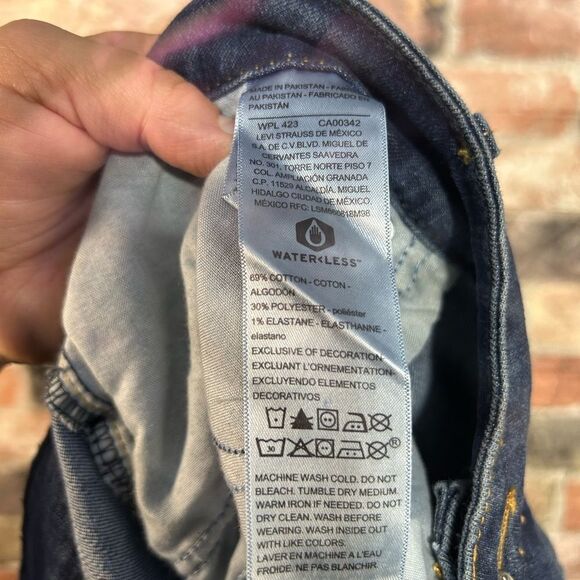 MADE IN PAKISTAN - FABRIQUÉ
AU PAKISTAN - FABRICADO EN
PAKISTÁN
WPL 423 CA00342
LEVI STRAUSS DE MÉXICO
S.A. DE C.V. BLVD. MIGUEL DE
CERVANTES SAAVEDRA
NO. 301, TORRE NORTE PISO 7
COL. AMPLIACIÓN GRANADA
C.P. 11529 ALCALDÍA. MIGUEL
HIDALGO CIUDAD DE MÉXICO,
MÉXICO RFC: LSM860818M98
WATER<LESS™
69% COTTON - COTON -
ALGODÓN
30% POLYESTER - poliéster
1% ELASTANE - ELASTHANNE -
elastano
EXCLUSIVE OF DECORATION
EXCLUANT L'ORNEMENTATION
EXCLUYENDO ELEMENTOS
DECORATIVOS
30 ®
MACHINE WASH COLD. DO NOT
BLEACH. TUMBLE DRY MEDIUM.
WARM IRON IF NEEDED. DO NOT
DRY CLEAN. WASH BEFORE
WEARING. WASH INSIDE OUT
WITH LIKE COLORS.
LAVER EN MACHINE A L'EAU
FROIDE. NE PAS BLANCHIR